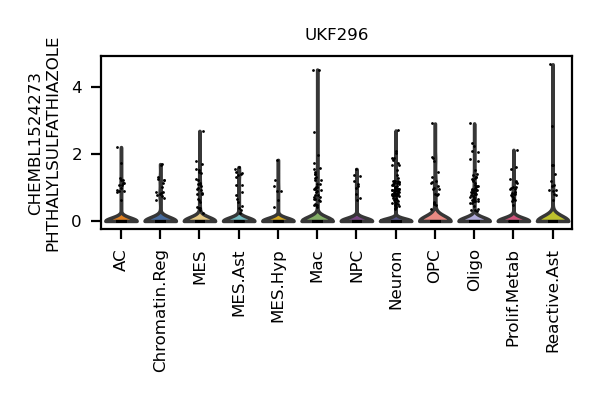 UKF296
CHEMBL1524273
PHTHALYLSULFATHIAZOLE
4
2
0
AC
Chromatin.Reg
MES
MES.Ast
MES.Hyp
Mac
NPC
Neuron
OPC
Oligo
Prolif.Metab
Reactive.Ast